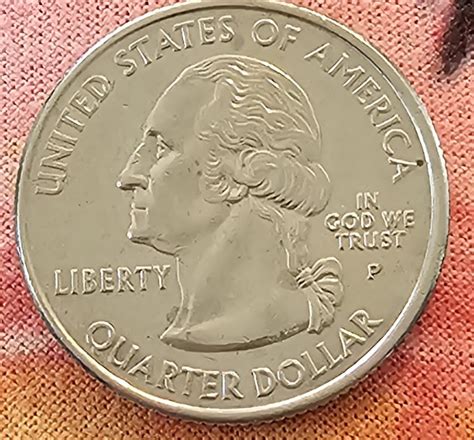 UNITED STATES OF AMERICA
LIBERTY
IN
GOD WE
TRUST
P
QUARTER DOLLAR